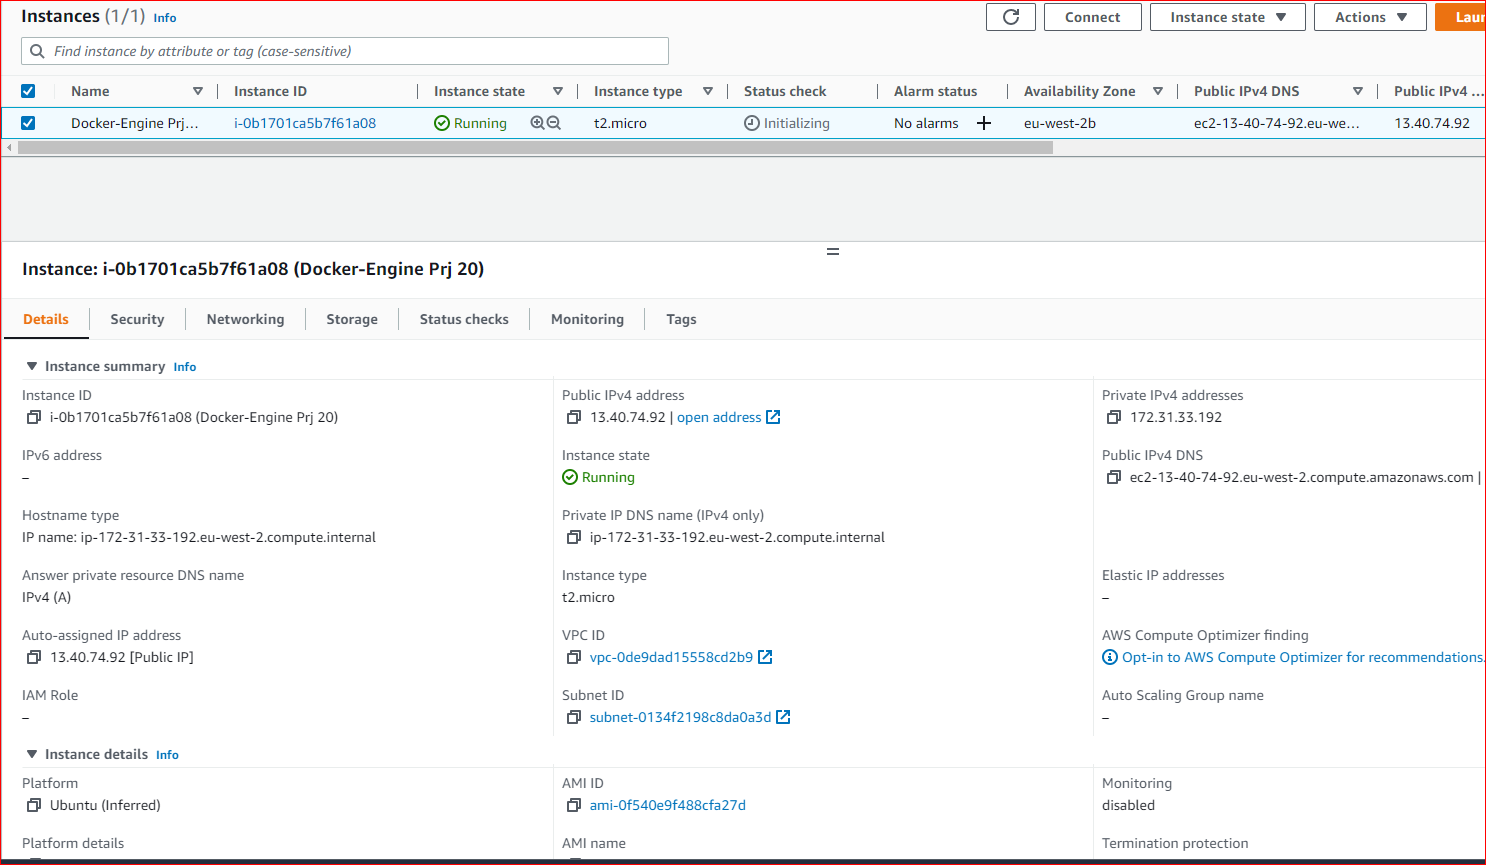 Instances (1/1) Info
Connect Instance state Actions Laun
Find instance by attribute or tag (case-sensitive)
Name Instance ID Instance state Instance type Status check Alarm status Availability Zone Public IPv4 DNS Public IPv4 ...
Docker-Engine Prj... i-0b1701ca5b7f61a08 Running t2.micro Initializing No alarms + eu-west-2b ec2-13-40-74-92.eu-we... 13.40.74.92
Instance: i-0b1701ca5b7f61a08 (Docker-Engine Prj 20)
Details Security Networking Storage Status checks Monitoring Tags
Instance summary Info
Instance ID Public IPv4 address Private IPv4 addresses
i-0b1701ca5b7f61a08 (Docker-Engine Prj 20) 13.40.74.92 | open address 172.31.33.192
IPv6 address Instance state Public IPv4 DNS
– Running ec2-13-40-74-92.eu-west-2.compute.amazonaws.com |
Hostname type Private IP DNS name (IPv4 only)
IP name: ip-172-31-33-192.eu-west-2.compute.internal ip-172-31-33-192.eu-west-2.compute.internal
Answer private resource DNS name Instance type Elastic IP addresses
IPv4 (A) t2.micro –
Auto-assigned IP address VPC ID AWS Compute Optimizer finding
13.40.74.92 [Public IP] vpc-0de9dad15558cd2b9 Opt-in to AWS Compute Optimizer for recommendations.
IAM Role Subnet ID Auto Scaling Group name
– subnet-0134f2198c8da0a3d –
Instance details Info
Platform AMI ID Monitoring
Ubuntu (Inferred) ami-0f540e9f488cfa27d disabled
Platform details AMI name Termination protection